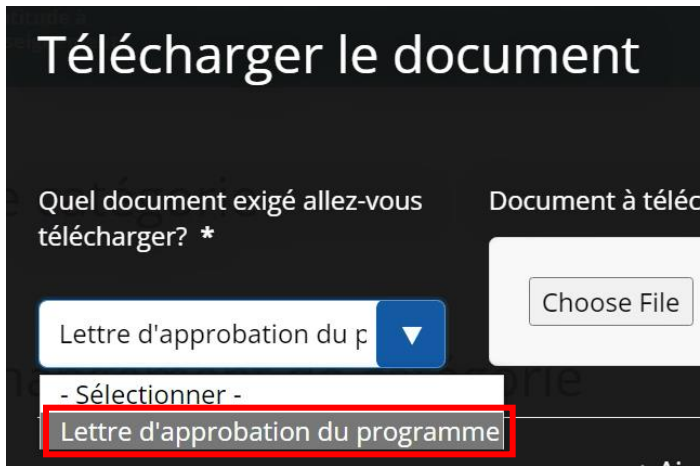 Télécharger le document
Quel document exigé allez-vous
télécharger? *
Document à téléc
Choose File
Lettre d'approbation du p
- Sélectionner -
Lettre d'approbation du programme